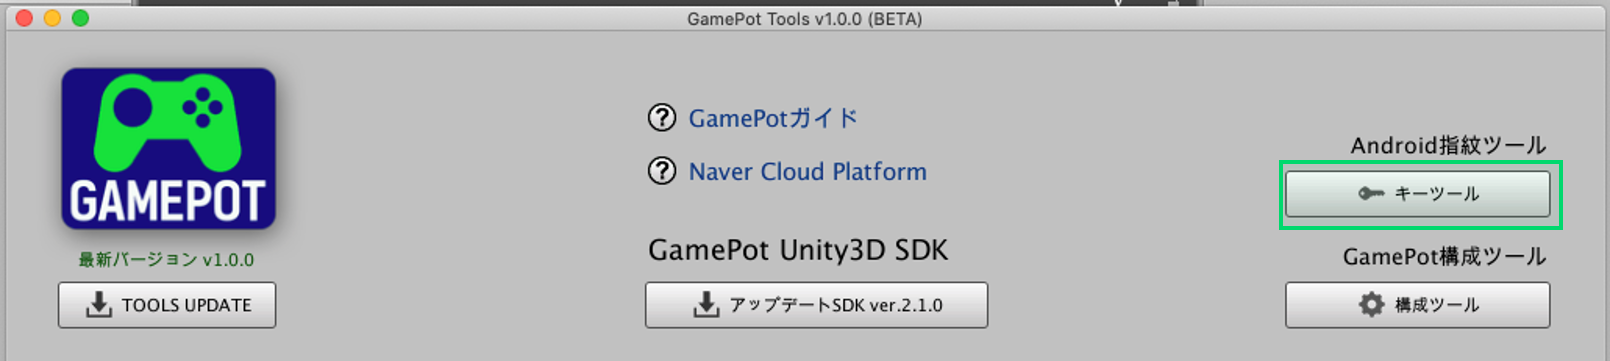 GamePot Tools v1.0.0 (BETA)
GAMEPOT
最新バージョン v1.0.0
TOOLS UPDATE
GamePotガイド
Naver Cloud Platform
GamePot Unity3D SDK
アップデートSDK ver.2.1.0
Android指紋ツール
キーツール
GamePot構成ツール
構成ツール